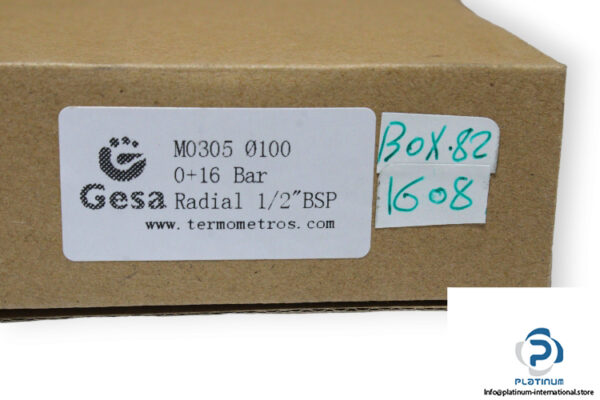 M0305 Ø100
0+16 Bar
Gesa Radial 1/2"BSP
www.termometros.com
BOX.82
1608
PLATINUM
Info@platinum-international.store